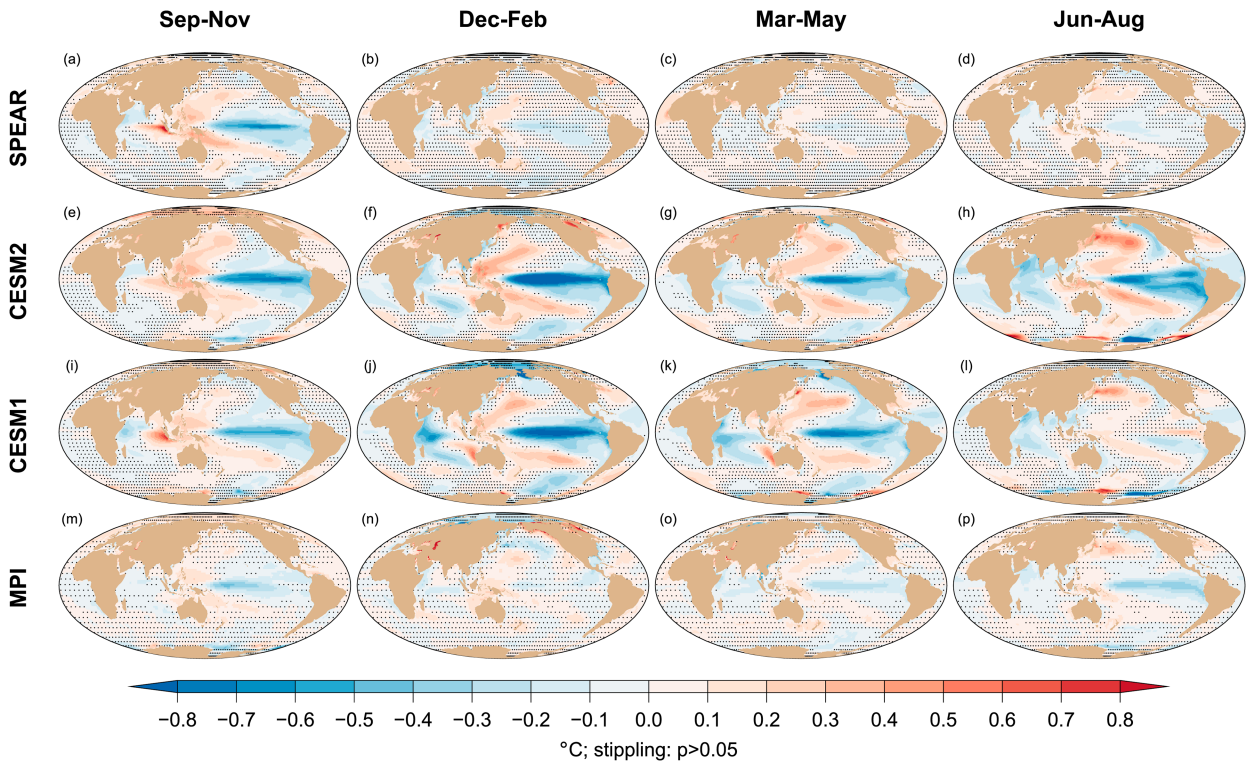 Sep-Nov Dec-Feb Mar-May Jun-Aug
SPEAR
(a) (b) (c) (d)
CESM2
(e) (f) (g) (h)
CESM1
(i) (j) (k) (l)
MPI
(m) (n) (o) (p)
−0.8 −0.7 −0.6 −0.5 −0.4 −0.3 −0.2 −0.1 0.0 0.1 0.2 0.3 0.4 0.5 0.6 0.7 0.8
°C; stippling: p>0.05